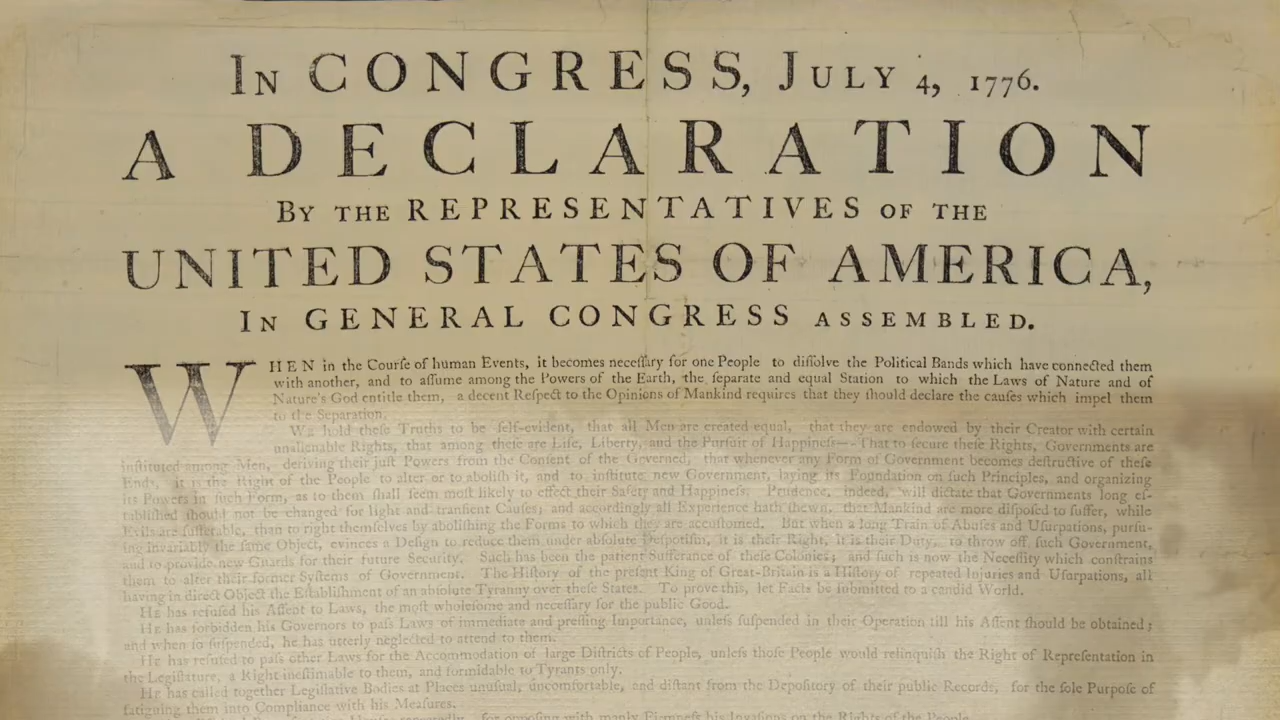 IN CONGRESS, JULY 4, 1776.
A DECLARATION
BY THE REPRESENTATIVES OF THE
UNITED STATES OF AMERICA,
IN GENERAL CONGRESS ASSEMBLED.
WHEN in the Courſe of human Events, it becomes neceſſary for one People to diſſolve the Political Bands which have connected them
with another, and to aſſume among the Powers of the Earth, the ſeparate and equal Station to which the Laws of Nature and of
Nature's God entitle them, a decent Reſpect to the Opinions of Mankind requires that they ſhould declare the cauſes which impel them
to the Separation.
We hold theſe Truths to be ſelf-evident, that all Men are created equal, that they are endowed by their Creator with certain
unalienable Rights, that among theſe are Life, Liberty, and the Purſuit of Happineſs--That to ſecure theſe Rights, Governments are
inſtituted among Men, deriving their juſt Powers from the Conſent of the Governed, that whenever any Form of Government becomes deſtructive of theſe
Ends, it is the Right of the People to alter or to aboliſh it, and to inſtitute new Government, laying its Foundation on ſuch Principles, and organizing
its Powers in ſuch Form, as to them ſhall ſeem moſt likely to effect their Safety and Happineſs. Prudence, indeed, will dictate that Governments long eſ-
tabliſhed ſhould not be changed for light and tranſient Cauſes; and accordingly all Experience hath ſhewn, that Mankind are more diſpoſed to ſuffer, while
Evils are ſufferable, than to right themſelves by aboliſhing the Forms to which they are accuſtomed. But when a long Train of Abuſes and Uſurpations, purſu-
ing invariably the ſame Object, evinces a Deſign to reduce them under abſolute Deſpotiſm, it is their Right, it is their Duty, to throw off ſuch Government,
and to provide new Guards for their future Security. Such has been the patient Sufferance of theſe Colonies; and ſuch is now the Neceſſity which conſtrains
them to alter their former Syſtems of Government. The Hiſtory of the preſent King of Great-Britain is a Hiſtory of repeated Injuries and Uſurpations, all
having in direct Object the Eſtabliſhment of an abſolute Tyranny over theſe States. To prove this, let Facts be ſubmitted to a candid World.
HE has refuſed his Aſſent to Laws, the moſt wholeſome and neceſſary for the public Good.
HE has forbidden his Governors to paſs Laws of immediate and preſſing Importance, unleſs ſuſpended in their Operation till his Aſſent ſhould be obtained;
and when ſo ſuſpended, he has utterly neglected to attend to them.
HE has refuſed to paſs other Laws for the Accommodation of large Diſtricts of People, unleſs thoſe People would relinquiſh the Right of Repreſentation in
the Legiſlature, a Right ineſtimable to them, and formidable to Tyrants only.
HE has called together Legiſlative Bodies at Places unuſual, uncomfortable, and diſtant from the Depoſitory of their public Records, for the ſole Purpoſe of
fatiguing them into Compliance with his Meaſures.
for oppoſing with manly Firmneſs his Invaſions on the Rights of the People.